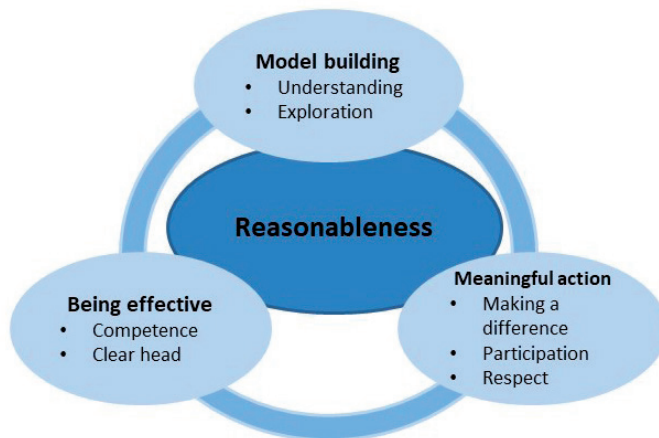 Model building
• Understanding
• Exploration
Reasonableness
Being effective
• Competence
• Clear head
Meaningful action
• Making a
difference
• Participation
• Respect